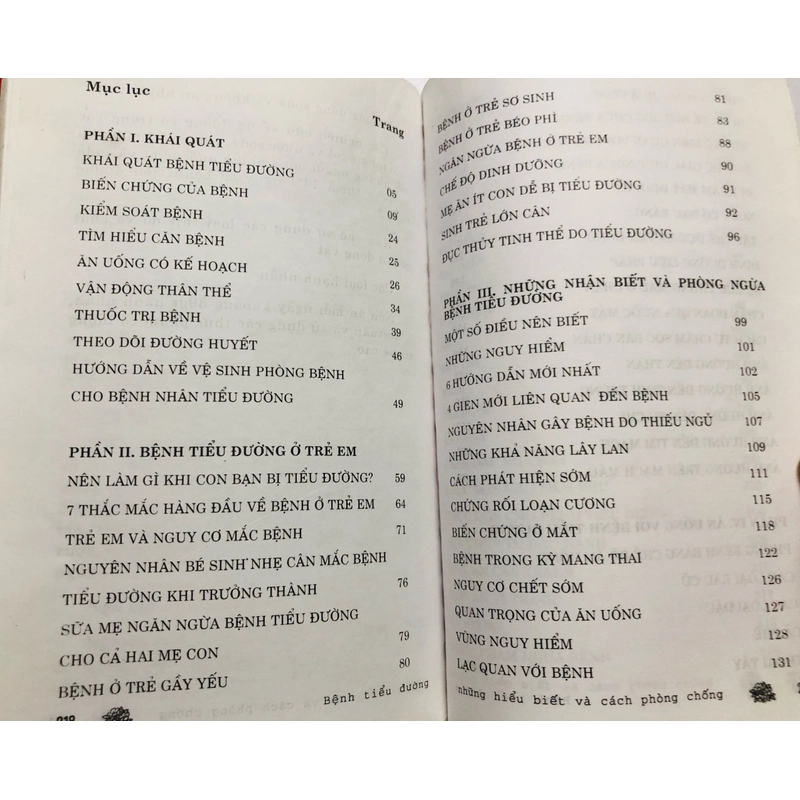 Mục lục
Trang
PHẦN I. KHÁI QUÁT
KHÁI QUÁT BỆNH TIỂU ĐƯỜNG
BIẾN CHỨNG CỦA BỆNH 05
KIỂM SOÁT BỆNH 09
TÌM HIỂU CĂN BỆNH 24
ĂN UỐNG CÓ KẾ HOẠCH 25
VẬN ĐỘNG THÂN THỂ 26
THUỐC TRỊ BỆNH 34
THEO DÕI ĐƯỜNG HUYẾT 39
HƯỚNG DẪN VỀ VỆ SINH PHÒNG BỆNH 46
CHO BỆNH NHÂN TIỂU ĐƯỜNG 49
PHẦN II. BỆNH TIỂU ĐƯỜNG Ở TRẺ EM
NÊN LÀM GÌ KHI CON BẠN BỊ TIỂU ĐƯỜNG? 59
7 THẮC MẮC HÀNG ĐẦU VỀ BỆNH Ở TRẺ EM 64
TRẺ EM VÀ NGUY CƠ MẮC BỆNH 71
NGUYÊN NHÂN BÉ SINH NHẸ CÂN MẮC BỆNH
TIỂU ĐƯỜNG KHI TRƯỞNG THÀNH 76
SỮA MẸ NGĂN NGỪA BỆNH TIỂU ĐƯỜNG
CHO CẢ HAI MẸ CON 79
BỆNH Ở TRẺ GẦY YẾU 80
Bệnh tiểu đường
BỆNH Ở TRẺ SƠ SINH 81
BỆNH Ở TRẺ BÉO PHÌ 83
NGĂN NGỪA BỆNH Ở TRẺ EM 88
CHẾ ĐỘ DINH DƯỠNG 90
MẸ ĂN ÍT CON DỄ BỊ TIỂU ĐƯỜNG 91
SINH TRẺ LỚN CÂN 92
ĐỤC THỦY TINH THỂ DO TIỂU ĐƯỜNG 96
PHẦN III. NHỮNG NHẬN BIẾT VÀ PHÒNG NGỪA
BỆNH TIỂU ĐƯỜNG
MỘT SỐ ĐIỀU NÊN BIẾT 99
NHỮNG NGUY HIỂM 101
6 HƯỚNG DẪN MỚI NHẤT 102
4 GIEN MỚI LIÊN QUAN ĐẾN BỆNH 105
NGUYÊN NHÂN GÂY BỆNH DO THIẾU NGỦ 107
NHỮNG KHẢ NĂNG LÂY LAN 109
CÁCH PHÁT HIỆN SỚM 111
CHỨNG RỐI LOẠN CƯƠNG 115
BIẾN CHỨNG Ở MẮT 118
BỆNH TRONG KỲ MANG THAI 122
NGUY CƠ CHẾT SỚM 126
QUAN TRỌNG CỦA ĂN UỐNG 127
VÙNG NGUY HIỂM 128
LẠC QUAN VỚI BỆNH 131
những hiểu biết và cách phòng chống